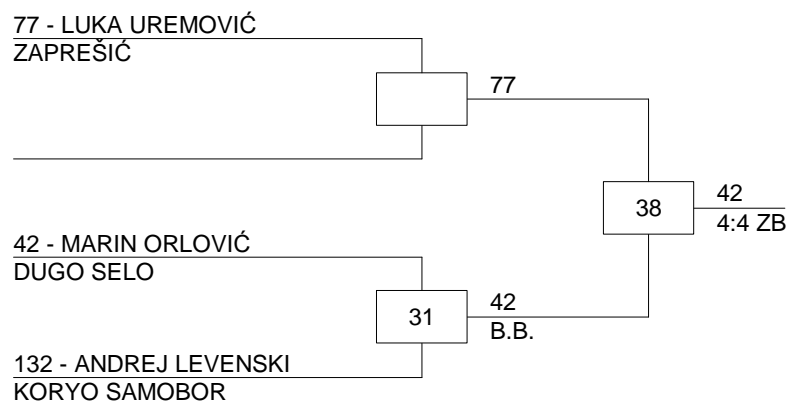 77 - LUKA UREMOVIĆ
ZAPREŠIĆ
77
42 - MARIN ORLOVIĆ
DUGO SELO
31
42
B.B.
132 - ANDREJ LEVENSKI
KORYO SAMOBOR
38
42
4:4 ZB